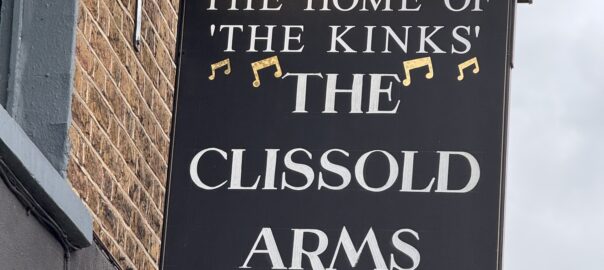 THE HOME OF
'THE KINKS'
THE
CLISSOLD
ARMS